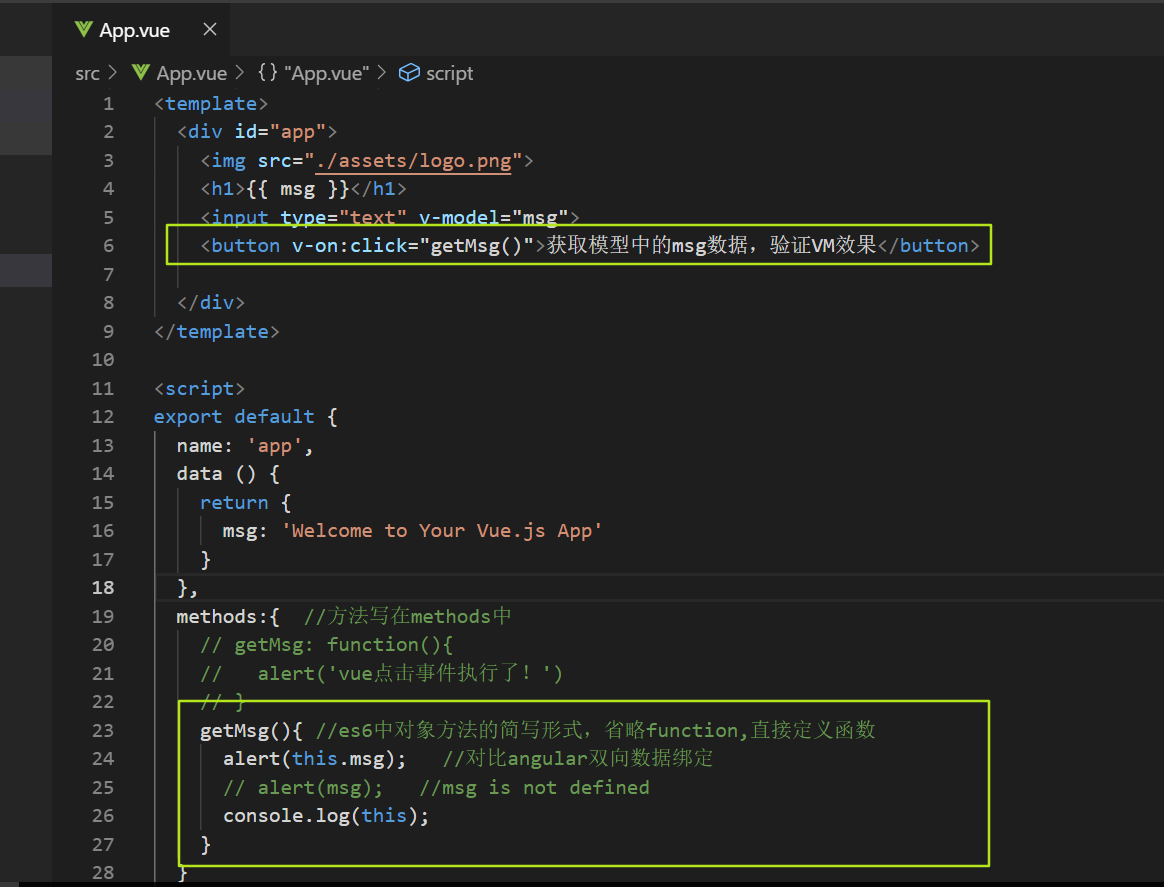 App.vue ×
src > App.vue > {} "App.vue" > script
1 <template>
2   <div id="app">
3     <img src="./assets/logo.png">
4     <h1>{{ msg }}</h1>
5     <input type="text" v-model="msg">
6     <button v-on:click="getMsg()">获取模型中的msg数据，验证VM效果</button>
7
8   </div>
9 </template>
10
11 <script>
12 export default {
13   name: 'app',
14   data () {
15     return {
16       msg: 'Welcome to Your Vue.js App'
17     }
18   },
19   methods:{  //方法写在methods中
20     // getMsg: function(){
21     //   alert('vue点击事件执行了！')
22     // }
23     getMsg(){ //es6中对象方法的简写形式，省略function,直接定义函数
24       alert(this.msg);   //对比angular双向数据绑定
25       // alert(msg);   //msg is not defined
26       console.log(this);
27     }
28   }